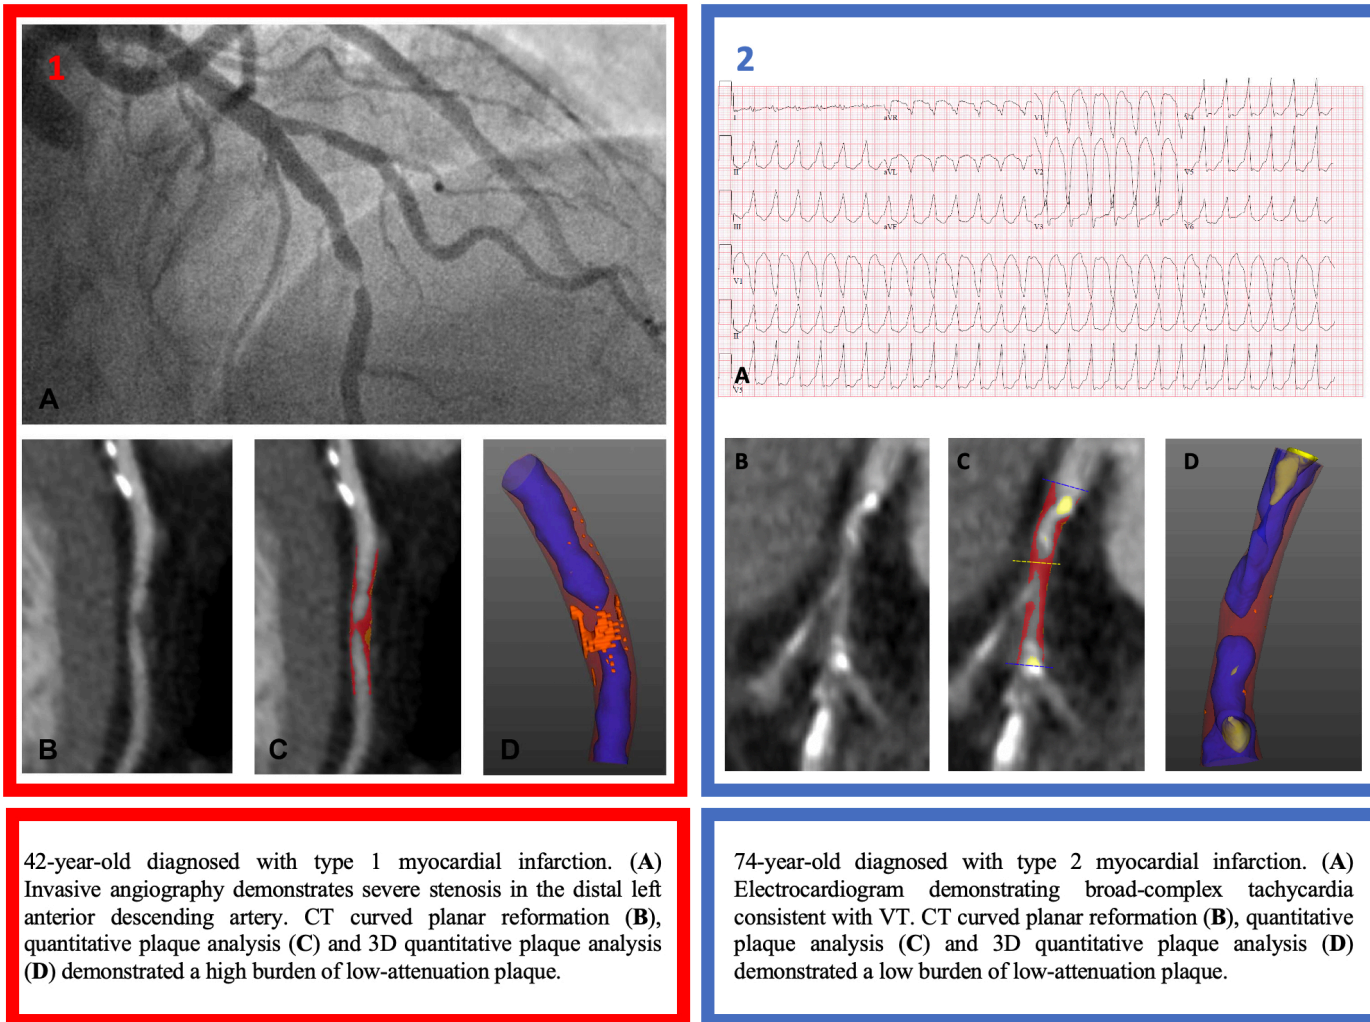 1
A
B
C
D
2
I
aVR
V1
V4
II
aVL
V2
V5
III
aVF
V3
V6
V1
II
A
V5
B
C
D
42-year-old diagnosed with type 1 myocardial infarction. (A)
Invasive angiography demonstrates severe stenosis in the distal left
anterior descending artery. CT curved planar reformation (B),
quantitative plaque analysis (C) and 3D quantitative plaque analysis
(D) demonstrated a high burden of low-attenuation plaque.
74-year-old diagnosed with type 2 myocardial infarction. (A)
Electrocardiogram demonstrating broad-complex tachycardia
consistent with VT. CT curved planar reformation (B), quantitative
plaque analysis (C) and 3D quantitative plaque analysis (D)
demonstrated a low burden of low-attenuation plaque.